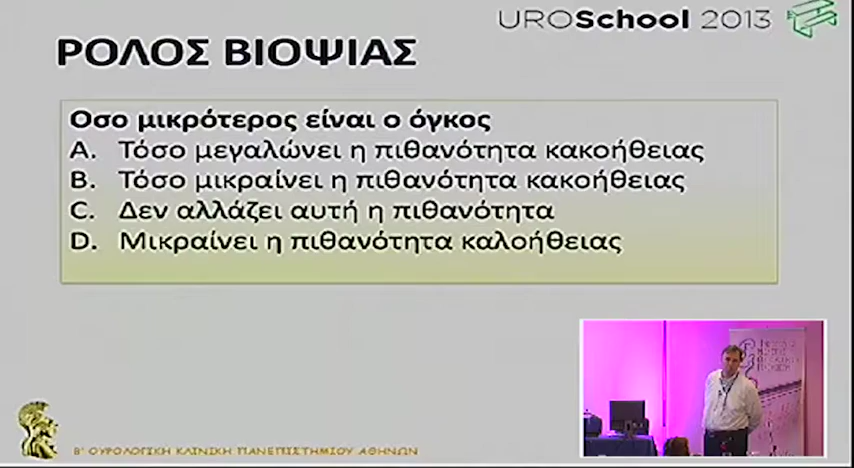 UROSchool 2013
ΡΟΛΟΣ ΒΙΟΨΙΑΣ
Οσο μικρότερος είναι ο όγκος
A. Τόσο μεγαλώνει η πιθανότητα κακοήθειας
B. Τόσο μικραίνει η πιθανότητα κακοήθειας
C. Δεν αλλάζει αυτή η πιθανότητα
D. Μικραίνει η πιθανότητα καλοήθειας
Β' ΟΥΡΟΛΟΓΙΚΗ ΚΛΙΝΙΚΗ ΠΑΝΕΠΙΣΤΗΜΙΟΥ ΑΘΗΝΩΝ